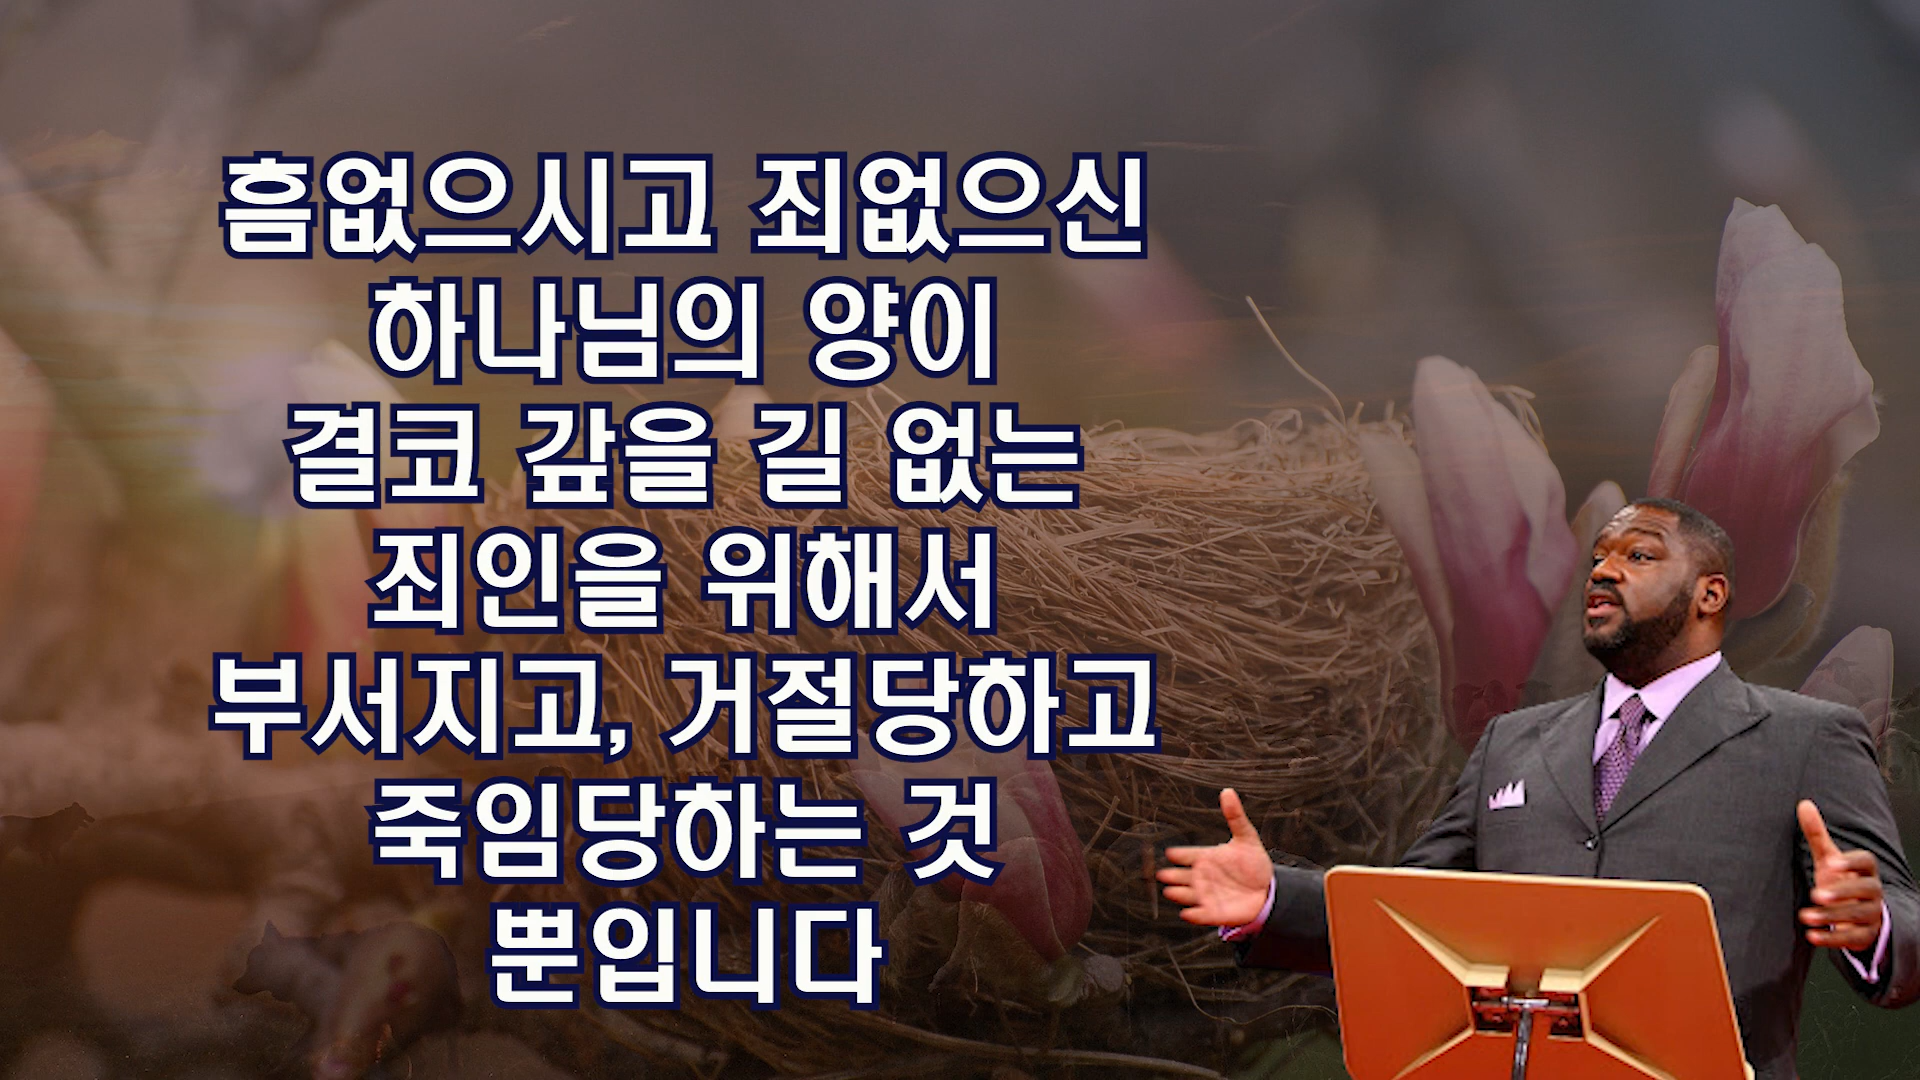 흠없으시고 죄없으신
하나님의 양이
결코 갚을 길 없는
죄인을 위해서
부서지고, 거절당하고
죽임당하는 것
뿐입니다